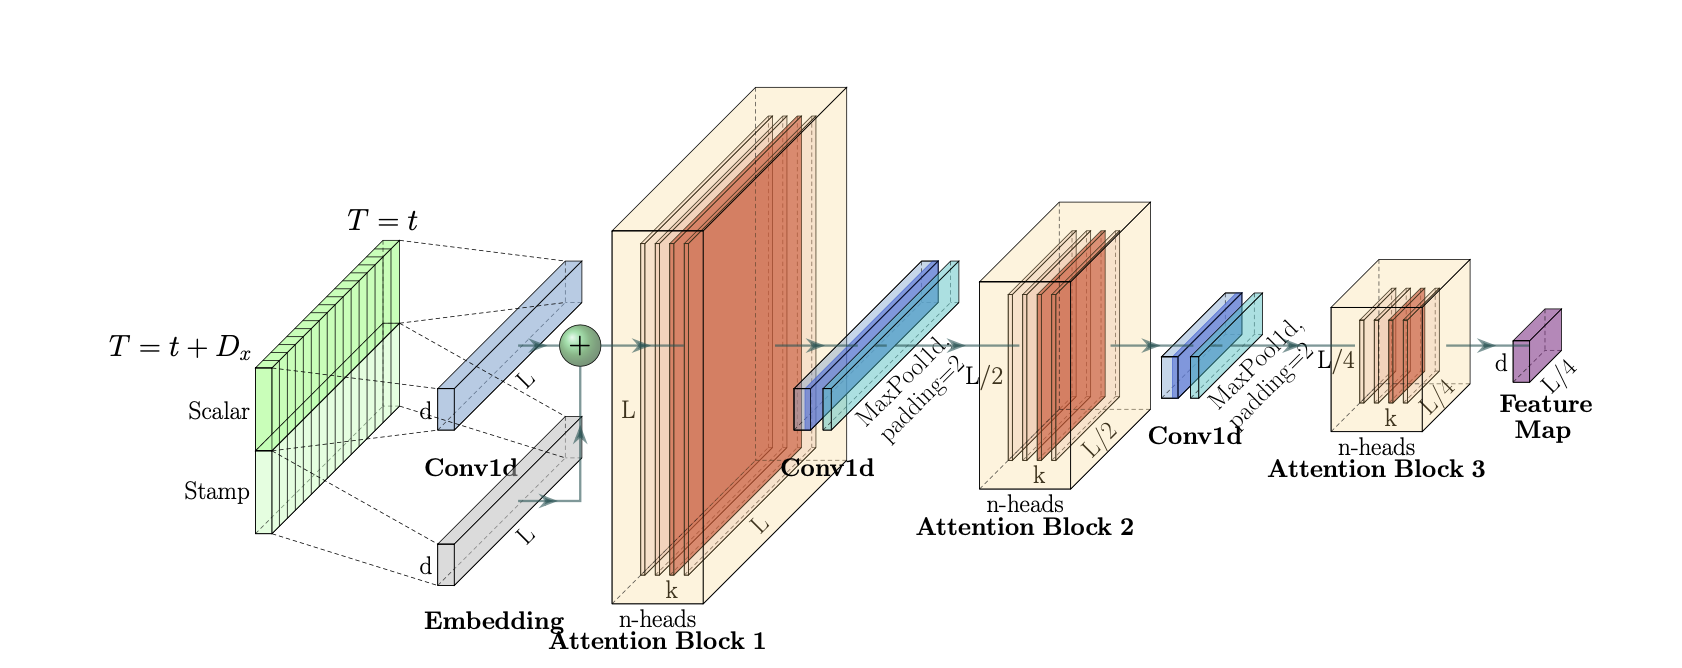 T = t
T = t + Dₓ
Scalar
Stamp
d
L
Conv1d
d
L
Embedding
+
L
k
L
n-heads
Attention Block 1
Conv1d
MaxPool1d,
padding=2
L/2
k
L/2
n-heads
Attention Block 2
Conv1d
MaxPool1d,
padding=2
L/4
k
L/4
n-heads
Attention Block 3
d
L/4
Feature
Map